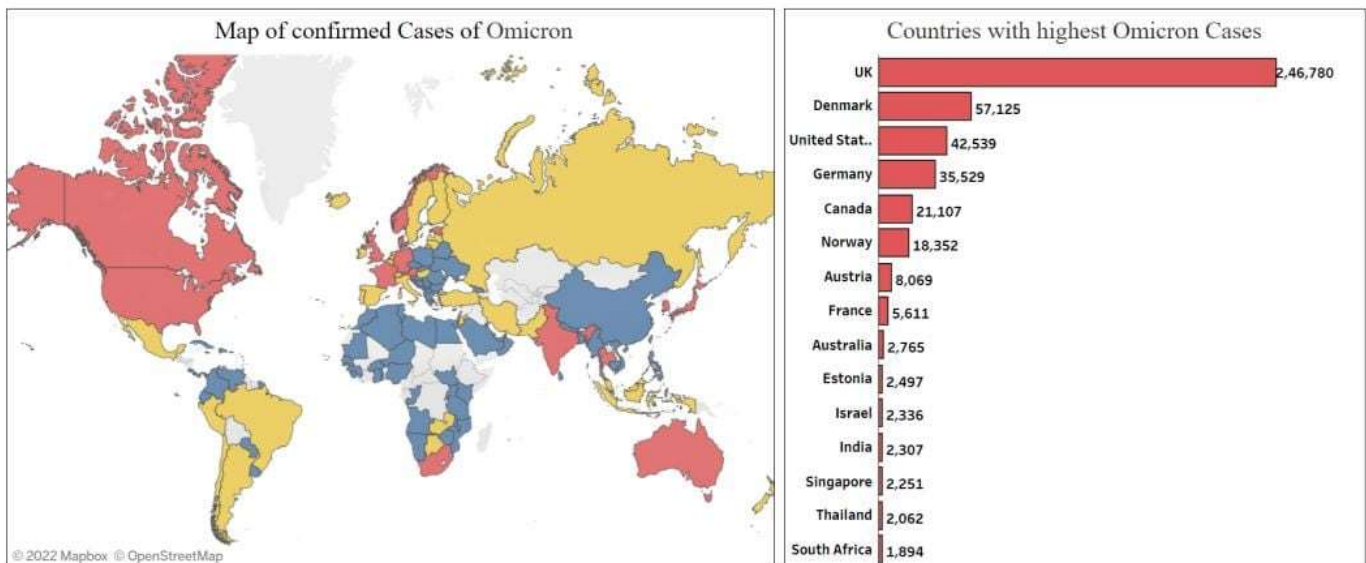 Map of confirmed Cases of Omicron
© 2022 Mapbox © OpenStreetMap
Countries with highest Omicron Cases
UK 2,46,780
Denmark 57,125
United Stat.. 42,539
Germany 35,529
Canada 21,107
Norway 18,352
Austria 8,069
France 5,611
Australia 2,765
Estonia 2,497
Israel 2,336
India 2,307
Singapore 2,251
Thailand 2,062
South Africa 1,894